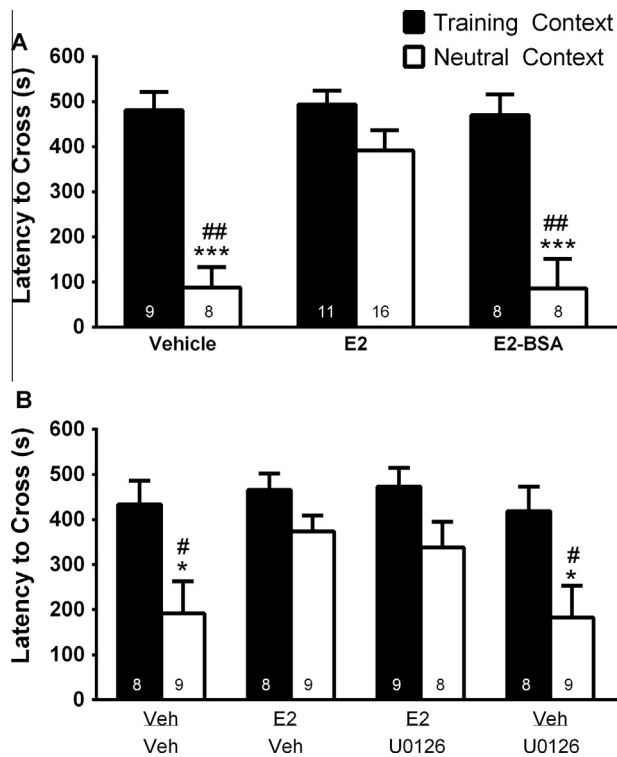 Training Context
Neutral Context
A
Latency to Cross (s)
600
500
400
300
200
100
0
##
***
##
***
9
8
11
16
8
8
Vehicle
E2
E2-BSA
B
Latency to Cross (s)
600
500
400
300
200
100
0
#
*
#
*
8
9
8
9
9
8
8
9
Veh
E2
E2
Veh
Veh
Veh
U0126
U0126